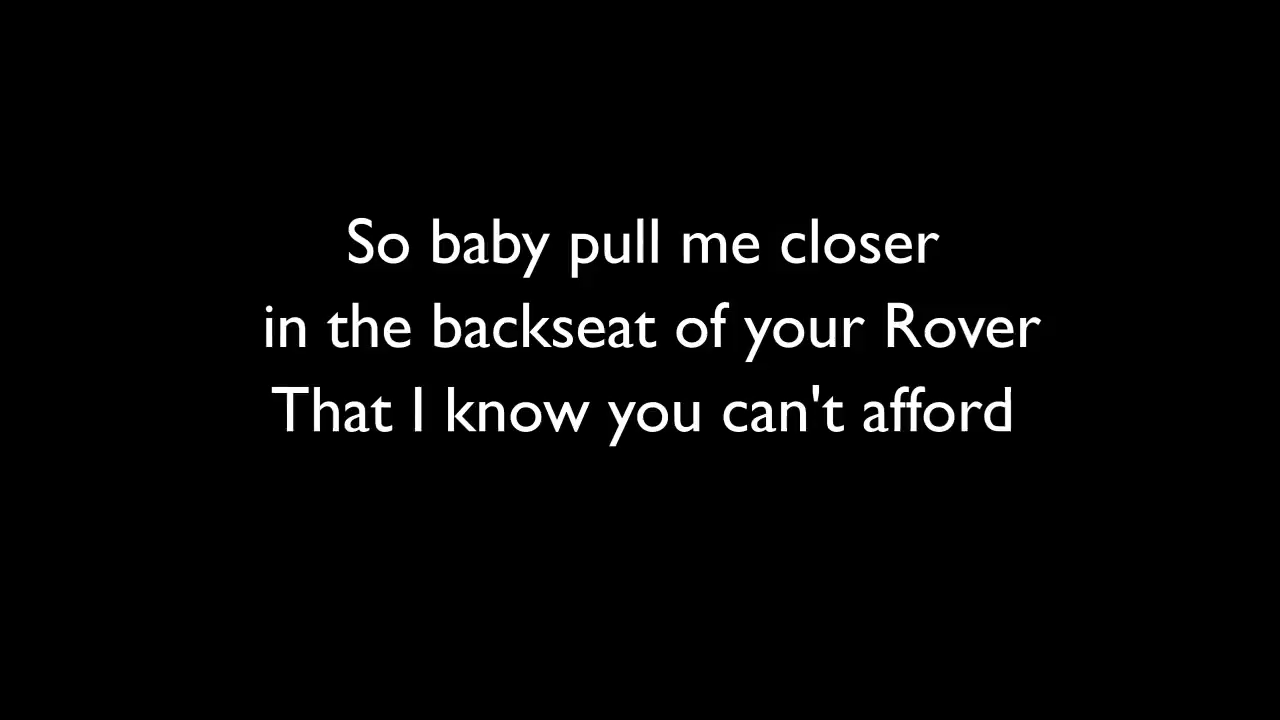 So baby pull me closer
in the backseat of your Rover
That I know you can't afford